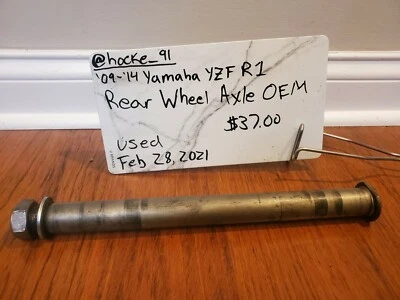 @hocke_91
'09-'14 Yamaha YZF R1
Rear Wheel Axle OEM
$37.00
Used
Feb 28, 2021